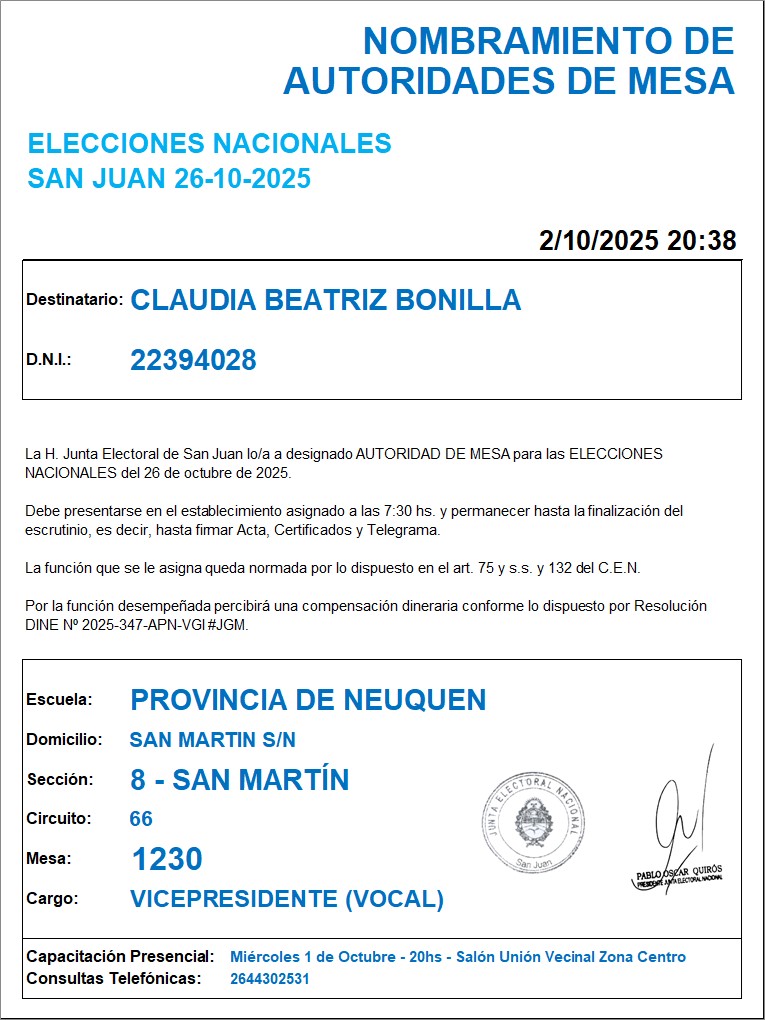 NOMBRAMIENTO DE
AUTORIDADES DE MESA
ELECCIONES NACIONALES
SAN JUAN 26-10-2025
2/10/2025 20:38
Destinatario: CLAUDIA BEATRIZ BONILLA
D.N.I.: 22394028
La H. Junta Electoral de San Juan lo/a a designado AUTORIDAD DE MESA para las ELECCIONES
NACIONALES del 26 de octubre de 2025.
Debe presentarse en el establecimiento asignado a las 7:30 hs. y permanecer hasta la finalización del
escrutinio, es decir, hasta firmar Acta, Certificados y Telegrama.
La función que se le asigna queda normada por lo dispuesto en el art. 75 y s.s. y 132 del C.E.N.
Por la función desempeñada percibirá una compensación dineraria conforme lo dispuesto por Resolución
DINE Nº 2025-347-APN-VGI#JGM.
Escuela: PROVINCIA DE NEUQUEN
Domicilio: SAN MARTIN S/N
Sección: 8 - SAN MARTÍN
Circuito: 66
Mesa: 1230
Cargo: VICEPRESIDENTE (VOCAL)
JUNTA ELECTORAL NACIONAL
San Juan
PABLO OSCAR QUIRÓS
PRESIDENTE JUNTA ELECTORAL NACIONAL
Capacitación Presencial: Miércoles 1 de Octubre - 20hs - Salón Unión Vecinal Zona Centro
Consultas Telefónicas: 2644302531